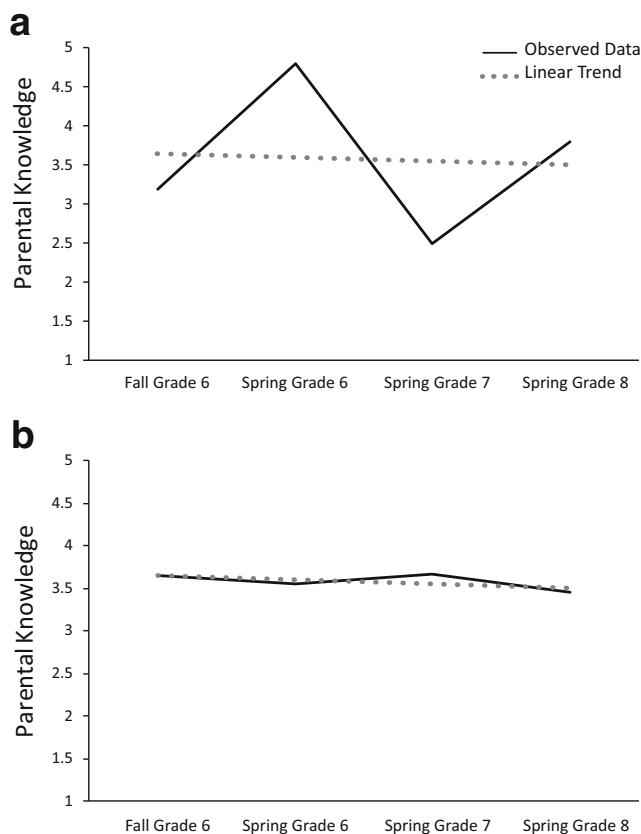 a
Observed Data
Linear Trend
Parental Knowledge
5
4.5
4
3.5
3
2.5
2
1.5
1
Fall Grade 6 Spring Grade 6 Spring Grade 7 Spring Grade 8
b
Parental Knowledge
5
4.5
4
3.5
3
2.5
2
1.5
1
Fall Grade 6 Spring Grade 6 Spring Grade 7 Spring Grade 8